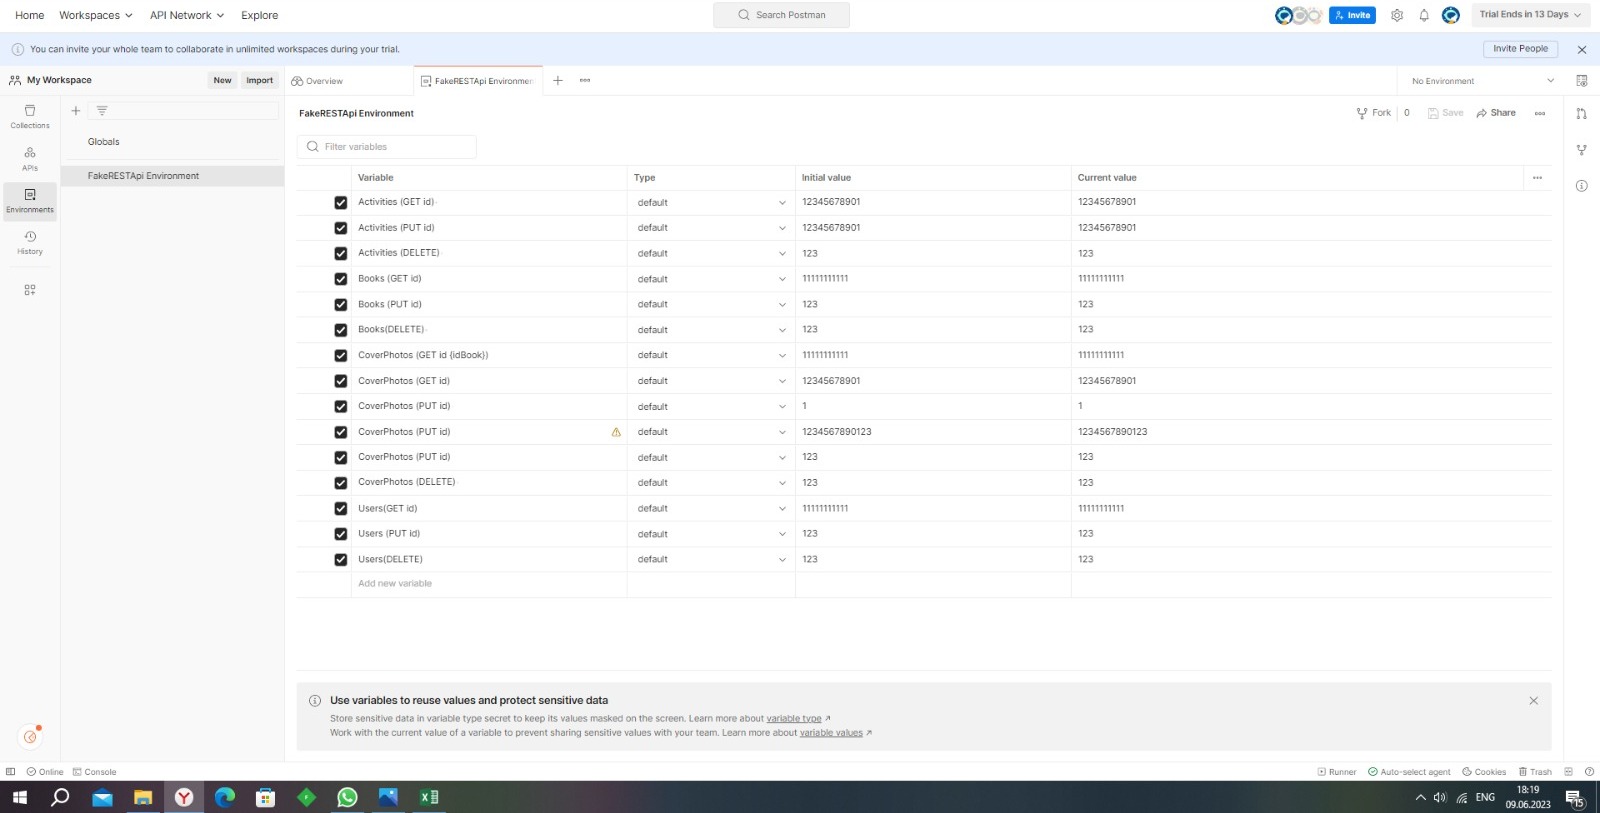 Home Workspaces API Network Explore Search Postman Invite Trial Ends in 13 Days
You can invite your whole team to collaborate in unlimited workspaces during your trial. Invite People
My Workspace New Import Overview FakeRESTApi Environmen No Environment
Collections
APIs
Environments
History
Globals
FakeRESTApi Environment
FakeRESTApi Environment Fork 0 Save Share
Filter variables
Variable Type Initial value Current value
Activities (GET id) default 12345678901 12345678901
Activities (PUT id) default 12345678901 12345678901
Activities (DELETE) default 123 123
Books (GET id) default 11111111111 11111111111
Books (PUT id) default 123 123
Books(DELETE) default 123 123
CoverPhotos (GET id {idBook}) default 11111111111 11111111111
CoverPhotos (GET id) default 12345678901 12345678901
CoverPhotos (PUT id) default 1 1
CoverPhotos (PUT id) default 1234567890123 1234567890123
CoverPhotos (PUT id) default 123 123
CoverPhotos (DELETE) default 123 123
Users(GET id) default 11111111111 11111111111
Users (PUT id) default 123 123
Users(DELETE) default 123 123
Add new variable
Use variables to reuse values and protect sensitive data
Store sensitive data in variable type secret to keep its values masked on the screen. Learn more about variable type ↗
Work with the current value of a variable to prevent sharing sensitive values with your team. Learn more about variable values ↗
Online Console Runner Auto-select agent Cookies Trash
ENG 18:19
09.06.2023 15